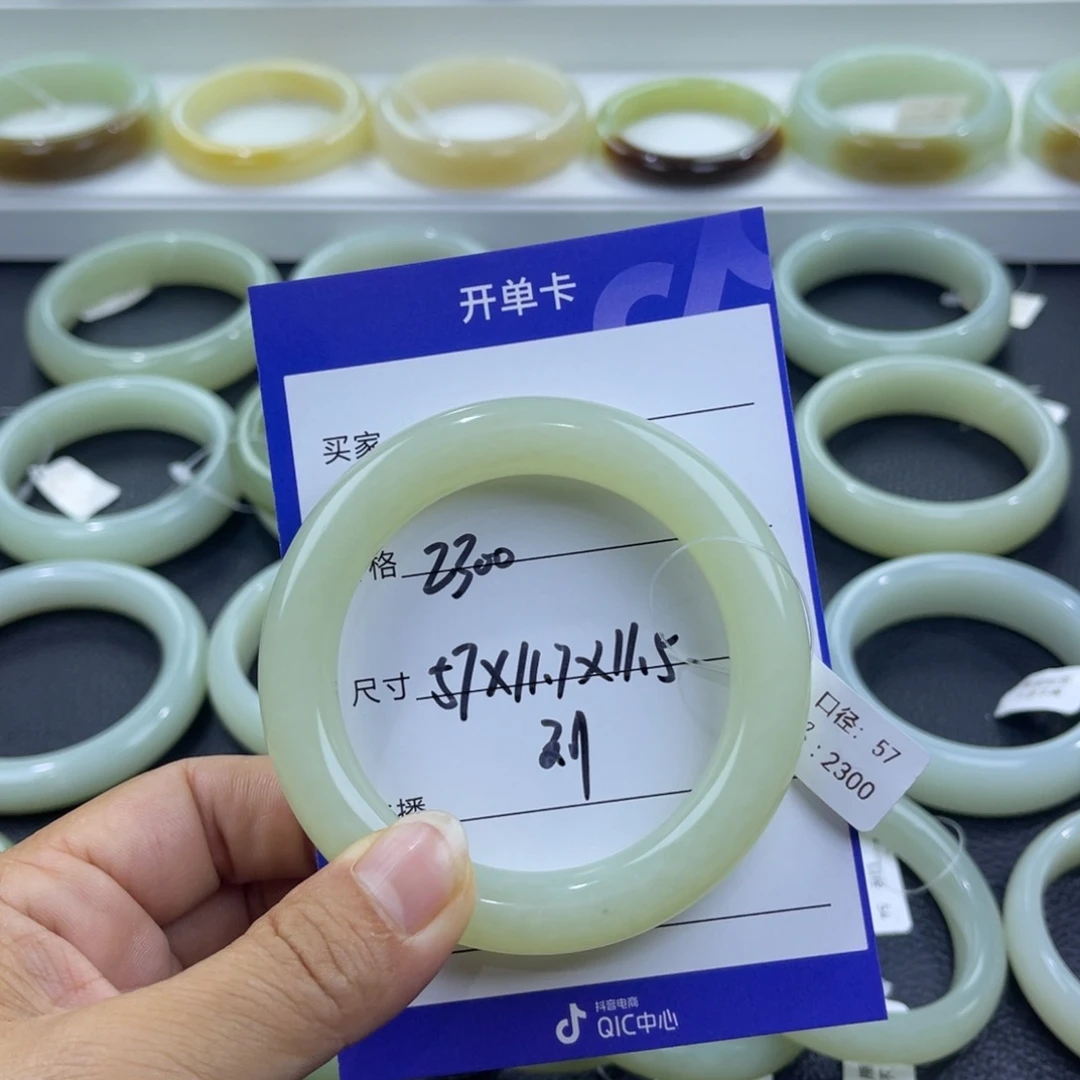 开单卡
买家
格 2300
尺寸 57X11.7X11.5
口径: 57
: 2300
抖音电商
QIC中心